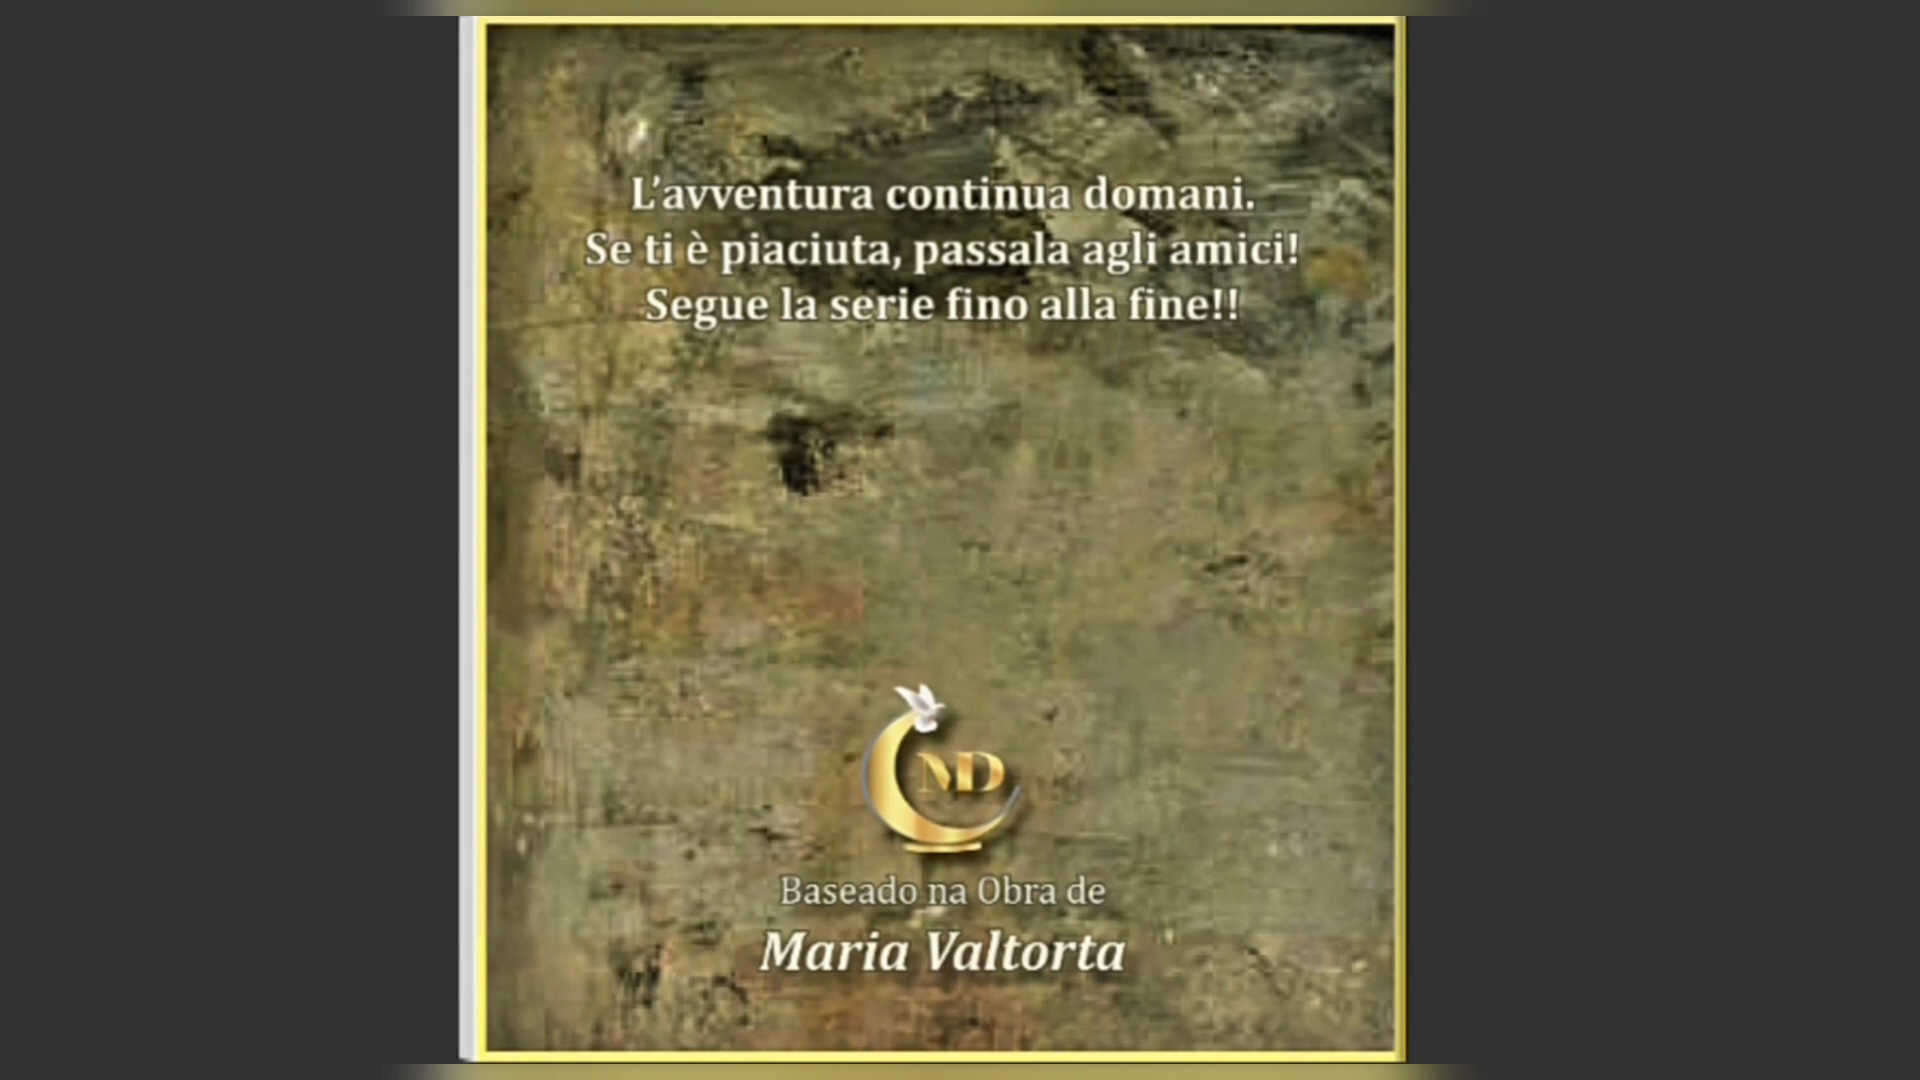 L’avventura continua domani.
Se ti è piaciuta, passala agli amici!
Segue la serie fino alla fine!!
MD
Baseado na Obra de
Maria Valtorta